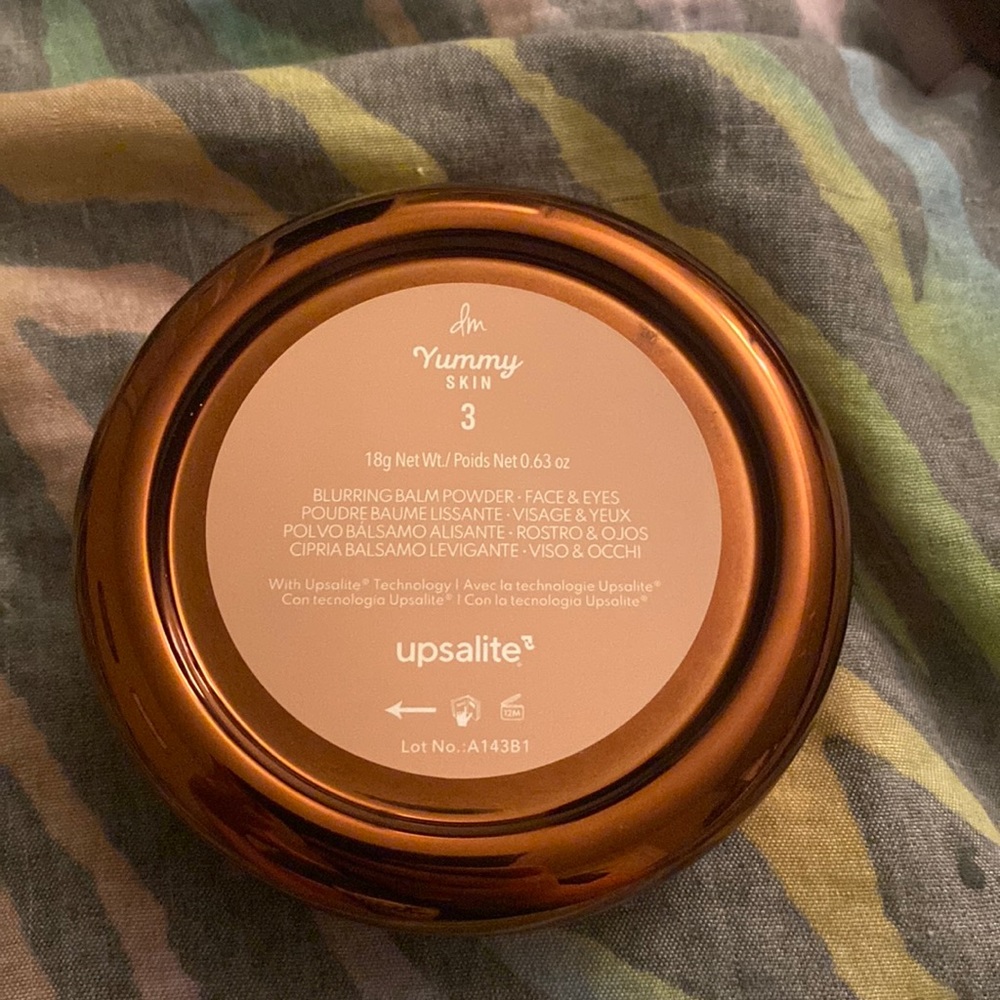 dm
Yummy
SKIN
3
18g Net Wt./ Poids Net 0.63 oz
BLURRING BALM POWDER · FACE & EYES
POUDRE BAUME LISSANTE · VISAGE & YEUX
POLVO BÁLSAMO ALISANTE · ROSTRO & OJOS
CIPRIA BALSAMO LEVIGANTE · VISO & OCCHI
With Upsalite® Technology | Avec la technologie Upsalite®
Con tecnologia Upsalite® | Con la tecnologia Upsalite®
upsalite
12M
Lot No.:A143B1